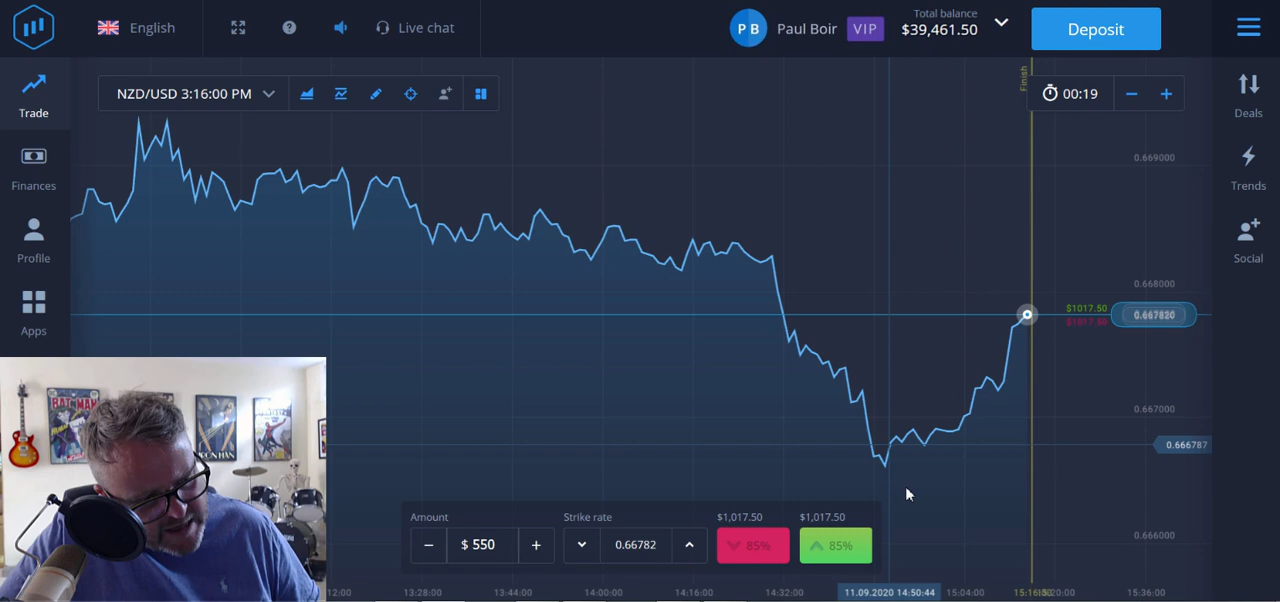 English
Live chat
P B
Paul Boir
VIP
Total balance
$39,461.50
Deposit
Trade
Finances
Profile
Apps
NZD/USD 3:16:00 PM
Finish
00:19
Deals
Trends
Social
0.669000
0.668000
$1017.50
$1017.50
0.667820
0.667000
0.666787
0.666000
BATMAN
Amount
$ 550
Strike rate
0.66782
$1,017.50
85%
$1,017.50
85%
12:00
13:28:00
13:44:00
14:00:00
14:16:00
14:32:00
11.09.2020 14:50:44
15:04:00
15:36:00